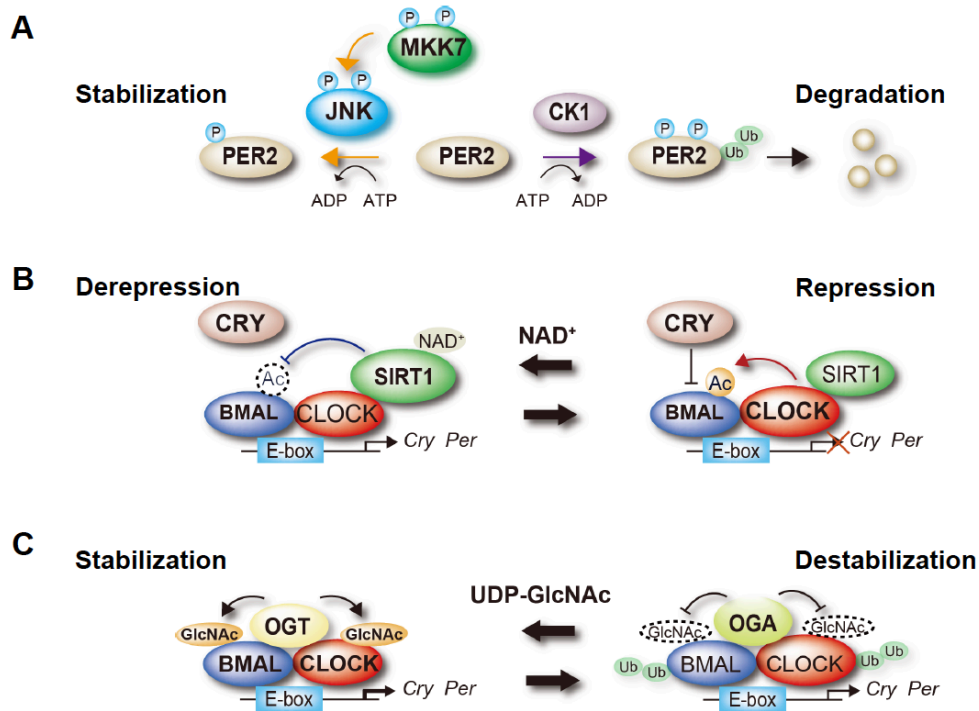 A
P P
MKK7
Stabilization
P P
JNK
CK1
Degradation
P
PER2
PER2
P P
PER2
Ub
Ub
ADP ATP
ATP ADP
B
Derepression
Repression
CRY
NAD+
SIRT1
Ac
BMAL
CLOCK
E-box
Cry Per
NAD+
CRY
Ac
SIRT1
BMAL
CLOCK
E-box
Cry Per
C
Stabilization
Destabilization
UDP-GlcNAc
GlcNAc
OGT
GlcNAc
BMAL
CLOCK
E-box
Cry Per
GlcNAc
OGA
GlcNAc
Ub Ub
BMAL
CLOCK
Ub Ub
E-box
Cry Per